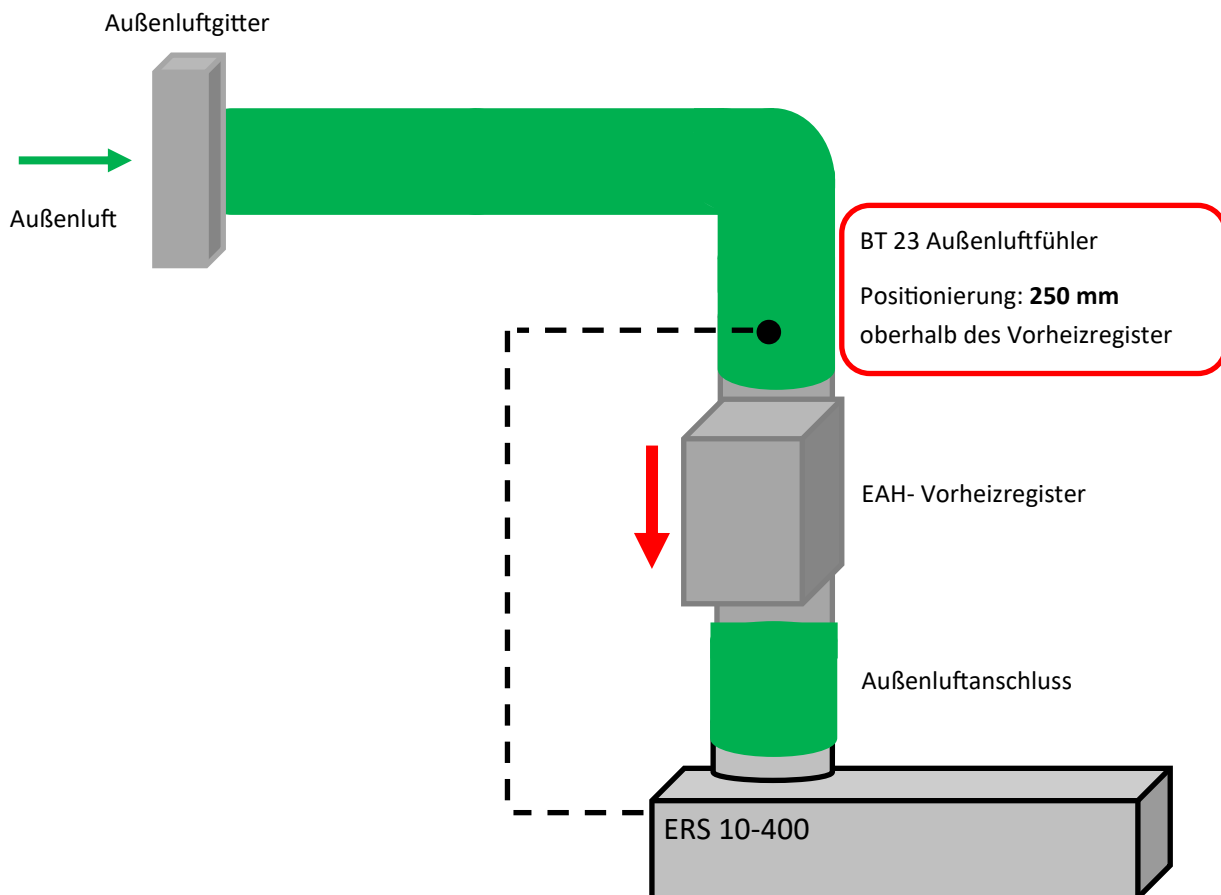 Außenluftgitter
Außenluft
BT 23 Außenluftfühler
Positionierung: 250 mm
oberhalb des Vorheizregister
EAH- Vorheizregister
Außenluftanschluss
ERS 10-400